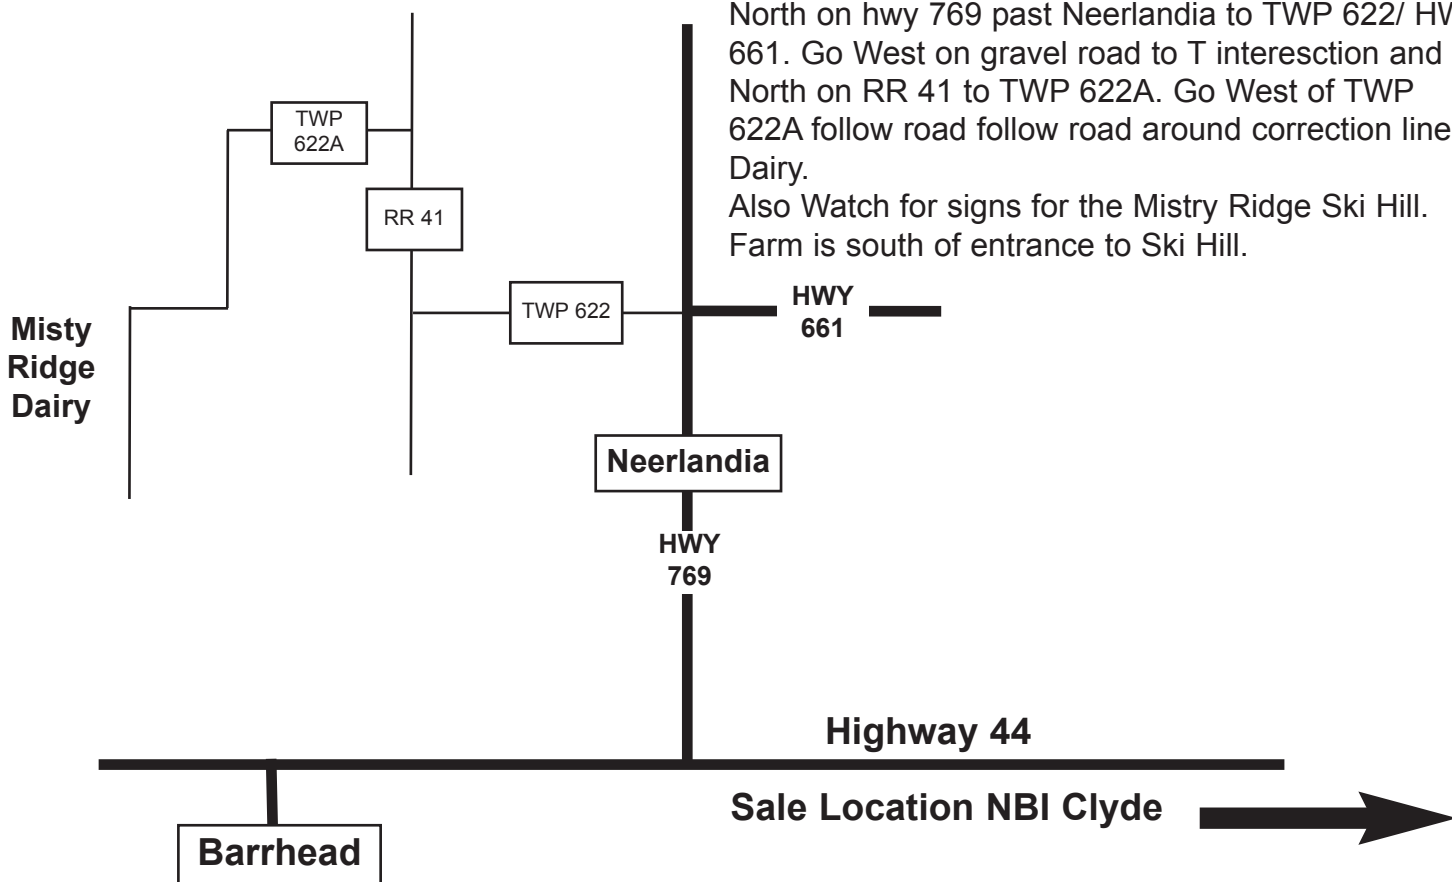 North on hwy 769 past Neerlandia to TWP 622/ HW
661. Go West on gravel road to T interesction and
North on RR 41 to TWP 622A. Go West of TWP
622A follow road follow road around correction line
Dairy.
Also Watch for signs for the Mistry Ridge Ski Hill.
Farm is south of entrance to Ski Hill.
TWP
622A
RR 41
TWP 622
HWY
661
Misty
Ridge
Dairy
Neerlandia
HWY
769
Highway 44
Sale Location NBI Clyde
Barrhead